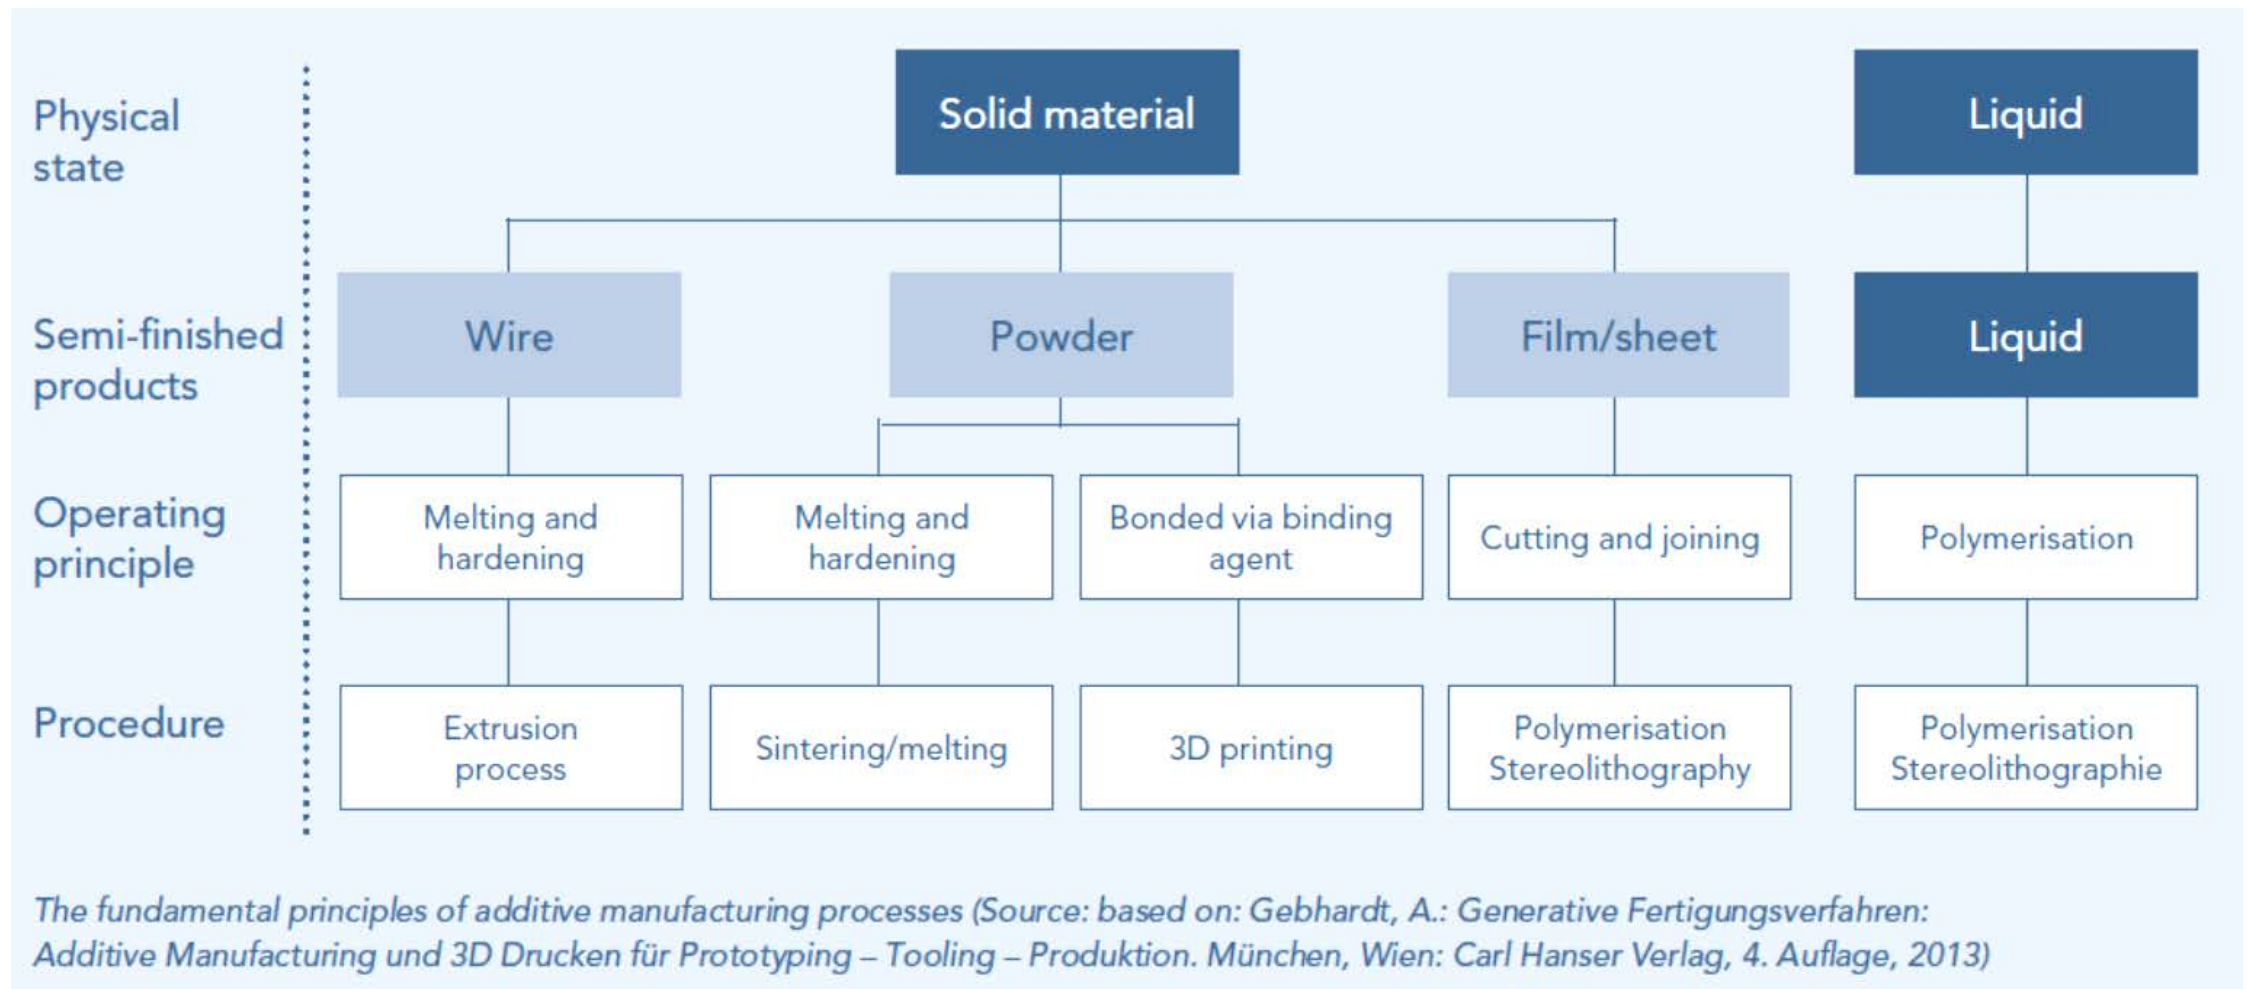 Physical
state
Solid material
Liquid
Semi-finished
products
Wire
Powder
Film/sheet
Liquid
Operating
principle
Melting and
hardening
Melting and
hardening
Bonded via binding
agent
Cutting and joining
Polymerisation
Procedure
Extrusion
process
Sintering/melting
3D printing
Polymerisation
Stereolithography
Polymerisation
Stereolithographie
The fundamental principles of additive manufacturing processes (Source: based on: Gebhardt, A.: Generative Fertigungsverfahren:
Additive Manufacturing und 3D Drucken für Prototyping – Tooling – Produktion. München, Wien: Carl Hanser Verlag, 4. Auflage, 2013)